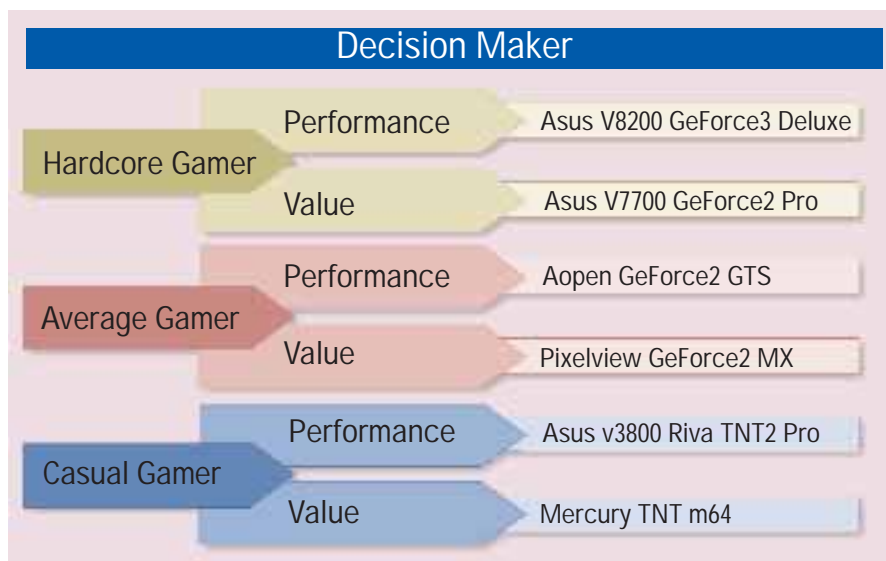 Decision Maker
Hardcore Gamer
Performance
Asus V8200 GeForce3 Deluxe
Value
Asus V7700 GeForce2 Pro
Average Gamer
Performance
Aopen GeForce2 GTS
Value
Pixelview GeForce2 MX
Casual Gamer
Performance
Asus v3800 Riva TNT2 Pro
Value
Mercury TNT m64